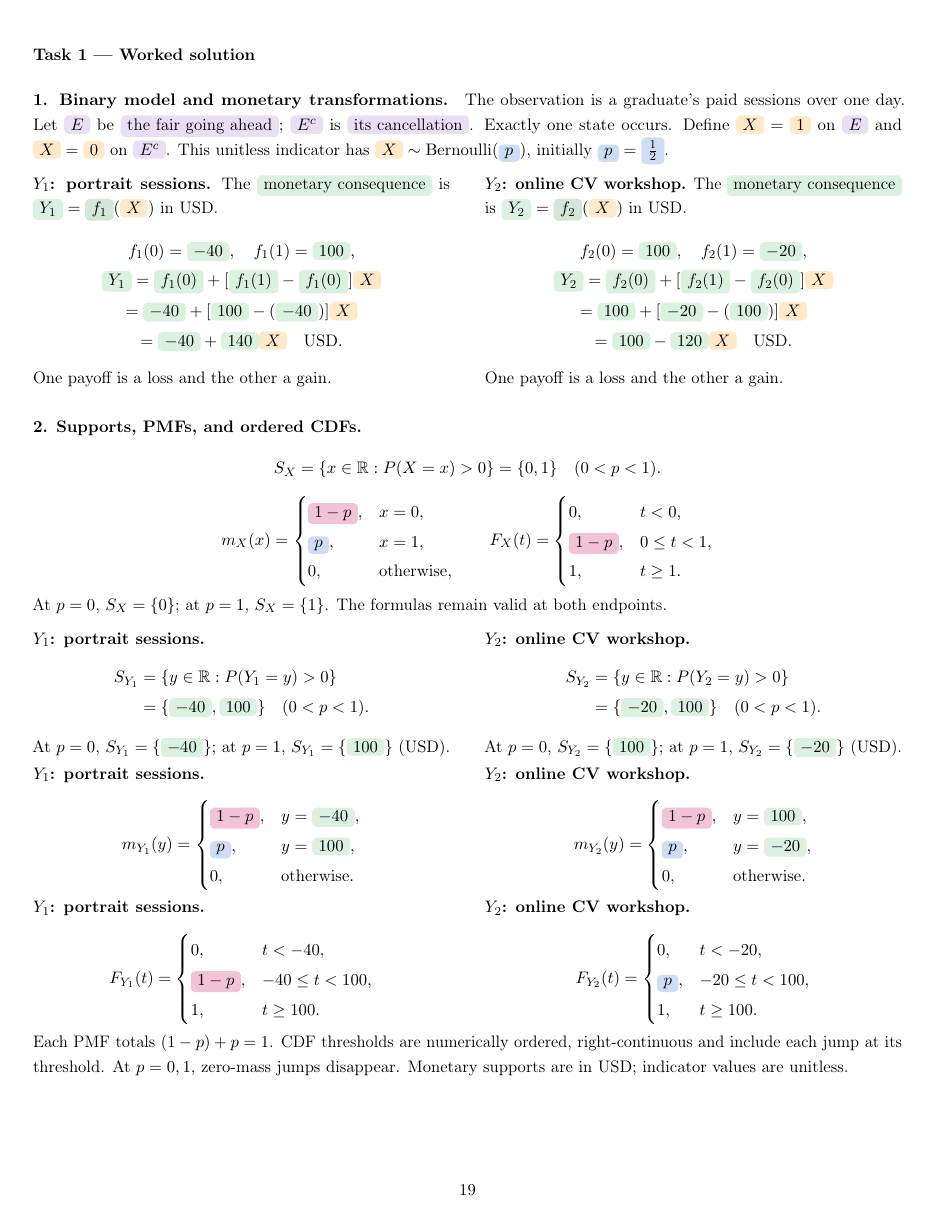 Task 1 — Worked solution
1. Binary model and monetary transformations. The observation is a graduate's paid sessions over one day.
Let E be the fair going ahead ; Eᶜ is its cancellation . Exactly one state occurs. Define X = 1 on E and
X = 0 on Eᶜ . This unitless indicator has X ∼ Bernoulli( p ), initially p = 1/2 .
Y₁: portrait sessions. The monetary consequence is
Y₁ = f₁ ( X ) in USD.
f₁(0) = −40 , f₁(1) = 100 ,
Y₁ = f₁(0) + [ f₁(1) − f₁(0) ] X
= −40 + [ 100 − ( −40 )] X
= −40 + 140 X USD.
One payoff is a loss and the other a gain.
Y₂: online CV workshop. The monetary consequence
is Y₂ = f₂ ( X ) in USD.
f₂(0) = 100 , f₂(1) = −20 ,
Y₂ = f₂(0) + [ f₂(1) − f₂(0) ] X
= 100 + [ −20 − ( 100 )] X
= 100 − 120 X USD.
One payoff is a loss and the other a gain.
2. Supports, PMFs, and ordered CDFs.
S_X = {x ∈ ℝ : P(X = x) > 0} = {0, 1} (0 < p < 1).
m_X(x) = { 1 − p , x = 0,
p , x = 1,
0, otherwise,
F_X(t) = { 0, t < 0,
1 − p , 0 ≤ t < 1,
1, t ≥ 1.
At p = 0, S_X = {0}; at p = 1, S_X = {1}. The formulas remain valid at both endpoints.
Y₁: portrait sessions.
S_Y₁ = {y ∈ ℝ : P(Y₁ = y) > 0}
= { −40 , 100 } (0 < p < 1).
At p = 0, S_Y₁ = { −40 }; at p = 1, S_Y₁ = { 100 } (USD).
Y₂: online CV workshop.
S_Y₂ = {y ∈ ℝ : P(Y₂ = y) > 0}
= { −20 , 100 } (0 < p < 1).
At p = 0, S_Y₂ = { 100 }; at p = 1, S_Y₂ = { −20 } (USD).
Y₁: portrait sessions.
m_Y₁(y) = { 1 − p , y = −40 ,
p , y = 100 ,
0, otherwise.
Y₂: online CV workshop.
m_Y₂(y) = { 1 − p , y = 100 ,
p , y = −20 ,
0, otherwise.
Y₁: portrait sessions.
F_Y₁(t) = { 0, t < −40,
1 − p , −40 ≤ t < 100,
1, t ≥ 100.
Y₂: online CV workshop.
F_Y₂(t) = { 0, t < −20,
p , −20 ≤ t < 100,
1, t ≥ 100.
Each PMF totals (1 − p) + p = 1. CDF thresholds are numerically ordered, right-continuous and include each jump at its
threshold. At p = 0, 1, zero-mass jumps disappear. Monetary supports are in USD; indicator values are unitless.
19